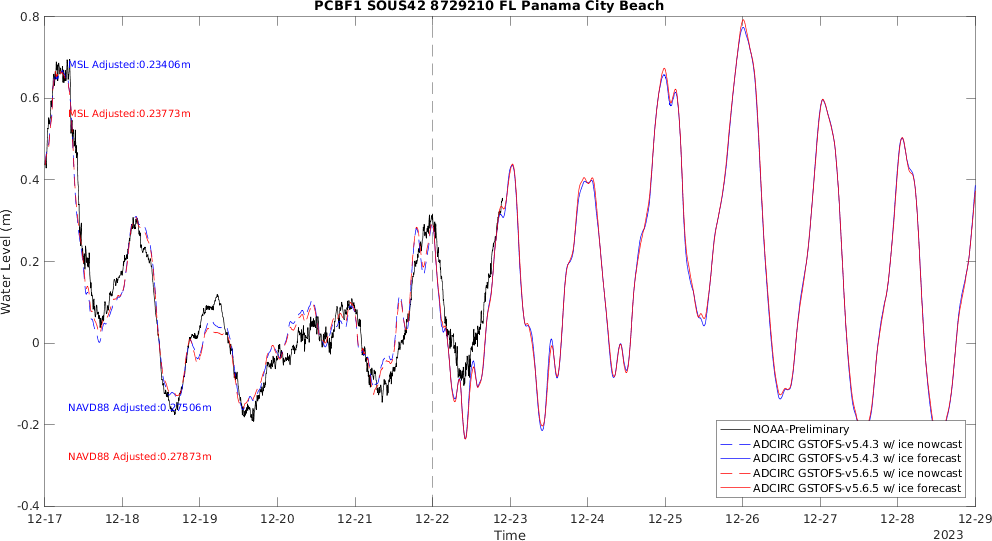 PCBF1 SOUS42 8729210 FL Panama City Beach
0.8
0.6
0.4
0.2
0
-0.2
-0.4
Water Level (m)
MSL Adjusted:0.23406m
MSL Adjusted:0.23773m
NAVD88 Adjusted:0.27506m
NAVD88 Adjusted:0.27873m
NOAA-Preliminary
ADCIRC GSTOFS-v5.4.3 w/ ice nowcast
ADCIRC GSTOFS-v5.4.3 w/ ice forecast
ADCIRC GSTOFS-v5.6.5 w/ ice nowcast
ADCIRC GSTOFS-v5.6.5 w/ ice forecast
12-17 12-18 12-19 12-20 12-21 12-22 12-23 12-24 12-25 12-26 12-27 12-28 12-29
Time
2023